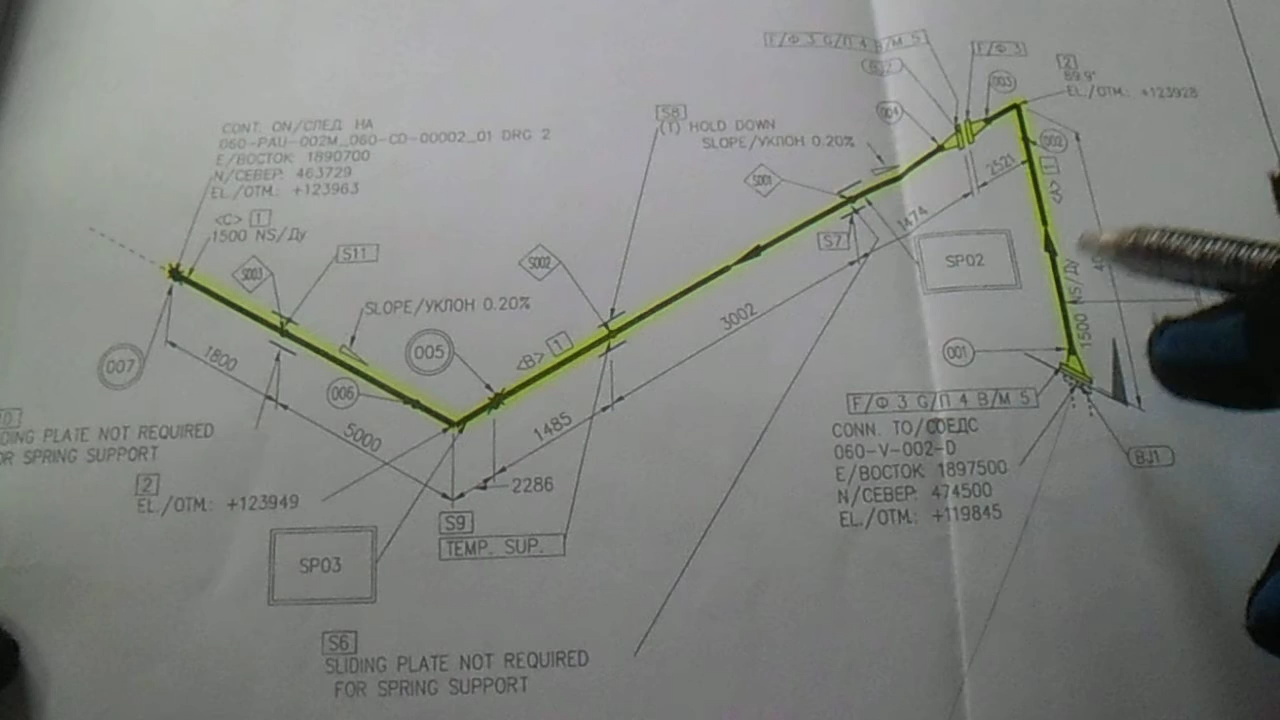 F/Ф 3 G/П 4 B/M 5
F/Ф 3
2
89.9°
EL./ОТМ.: +123928
BJ2
003
004
002
CONT. ON/СЛЕД. НА
060-PAU-002M_060-CD-00002_01 DRG 2
E/ВОСТОК: 1890700
N/СЕВЕР: 463729
EL./ОТМ.: +123963
S8
(T) HOLD DOWN
SLOPE/УКЛОН 0.20%
S001
2521
<A> 1
<C> 1
1500 NS/Ду
1474
S7
SP02
S003
S11
S002
SLOPE/УКЛОН 0.20%
3002
1500 NS/Ду
007
1800
005
<B> 1
001
006
F/Ф 3 G/П 4 B/M 5
CONN. TO/СОЕДС
060-V-002-D
E/ВОСТОК: 1897500
N/СЕВЕР: 474500
EL./ОТМ.: +119845
BJ1
PLATE NOT REQUIRED
SPRING SUPPORT
5000
1485
2
EL./ОТМ.: +123949
2286
S9
TEMP. SUP.
SP03
S6
SLIDING PLATE NOT REQUIRED
FOR SPRING SUPPORT